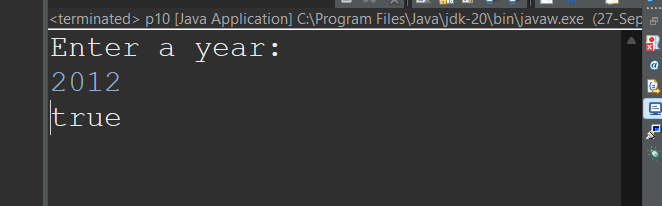 <terminated> p10 [Java Application] C:\Program Files\Java\jdk-20\bin\javaw.exe (27-Sep
Enter a year:
2012
true